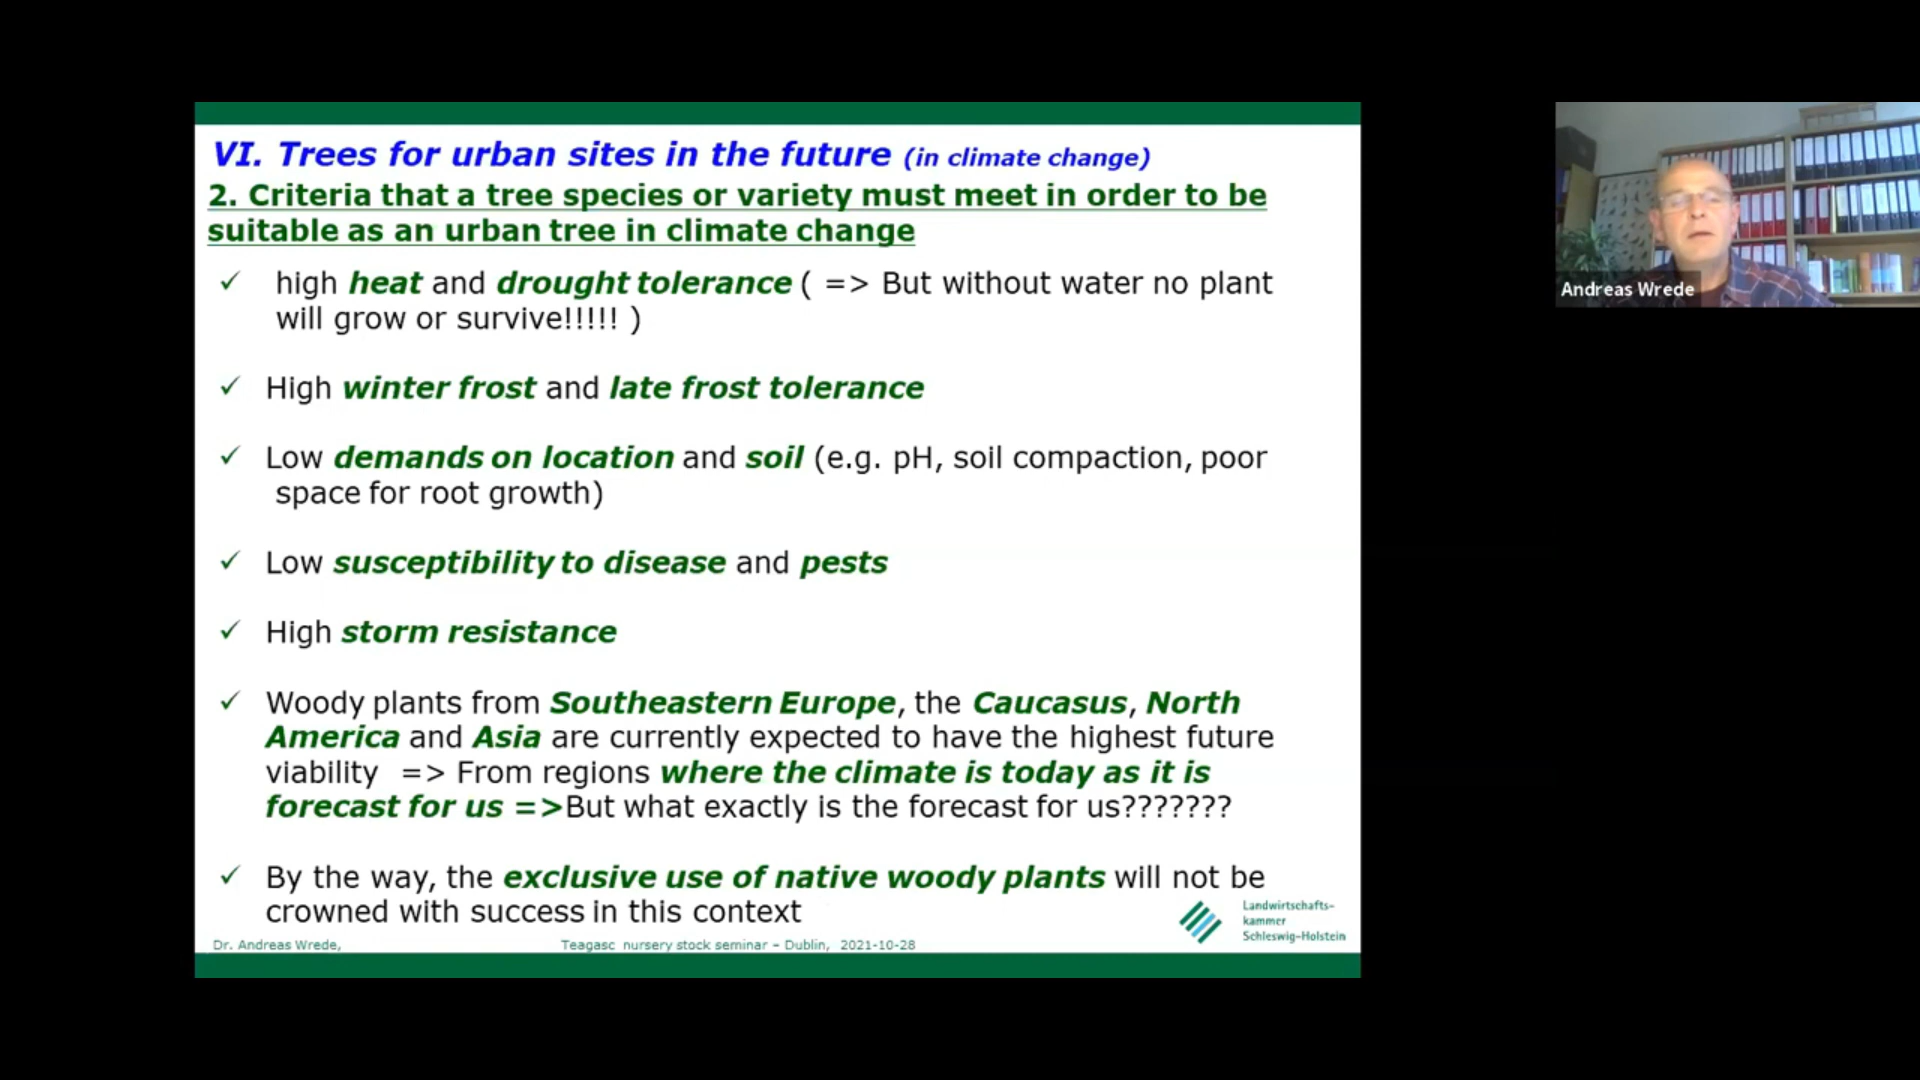 VI. Trees for urban sites in the future (in climate change)
2. Criteria that a tree species or variety must meet in order to be
suitable as an urban tree in climate change
✓ high heat and drought tolerance ( => But without water no plant
will grow or survive!!!!! )
✓ High winter frost and late frost tolerance
✓ Low demands on location and soil (e.g. pH, soil compaction, poor
space for root growth)
✓ Low susceptibility to disease and pests
✓ High storm resistance
✓ Woody plants from Southeastern Europe, the Caucasus, North
America and Asia are currently expected to have the highest future
viability => From regions where the climate is today as it is
forecast for us =>But what exactly is the forecast for us???????
✓ By the way, the exclusive use of native woody plants will not be
crowned with success in this context
Landwirtschafts-
kammer
Schleswig-Holstein
Dr. Andreas Wrede, Teagasc nursery stock seminar – Dublin, 2021-10-28
Andreas Wrede